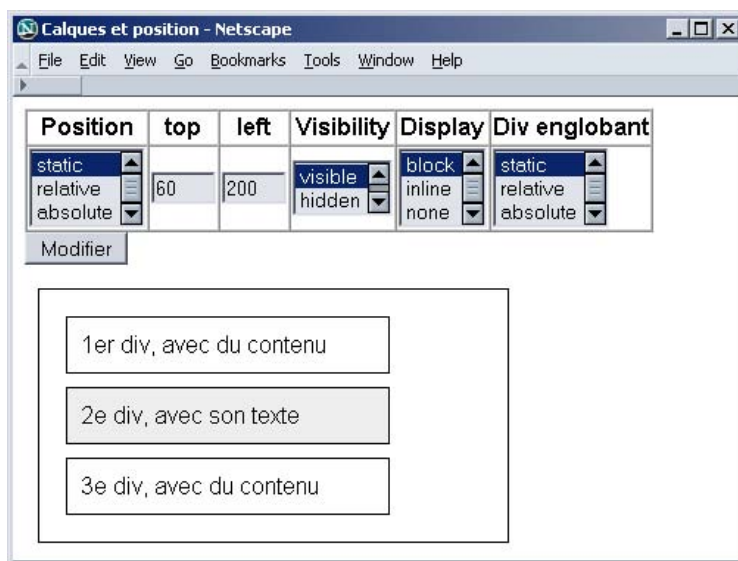 Calques et position - Netscape
File Edit View Go Bookmarks Tools Window Help
Position top left Visibility Display Div englobant
static
relative
absolute
60
200
visible
hidden
block
inline
none
static
relative
absolute
Modifier
1er div, avec du contenu
2e div, avec son texte
3e div, avec du contenu